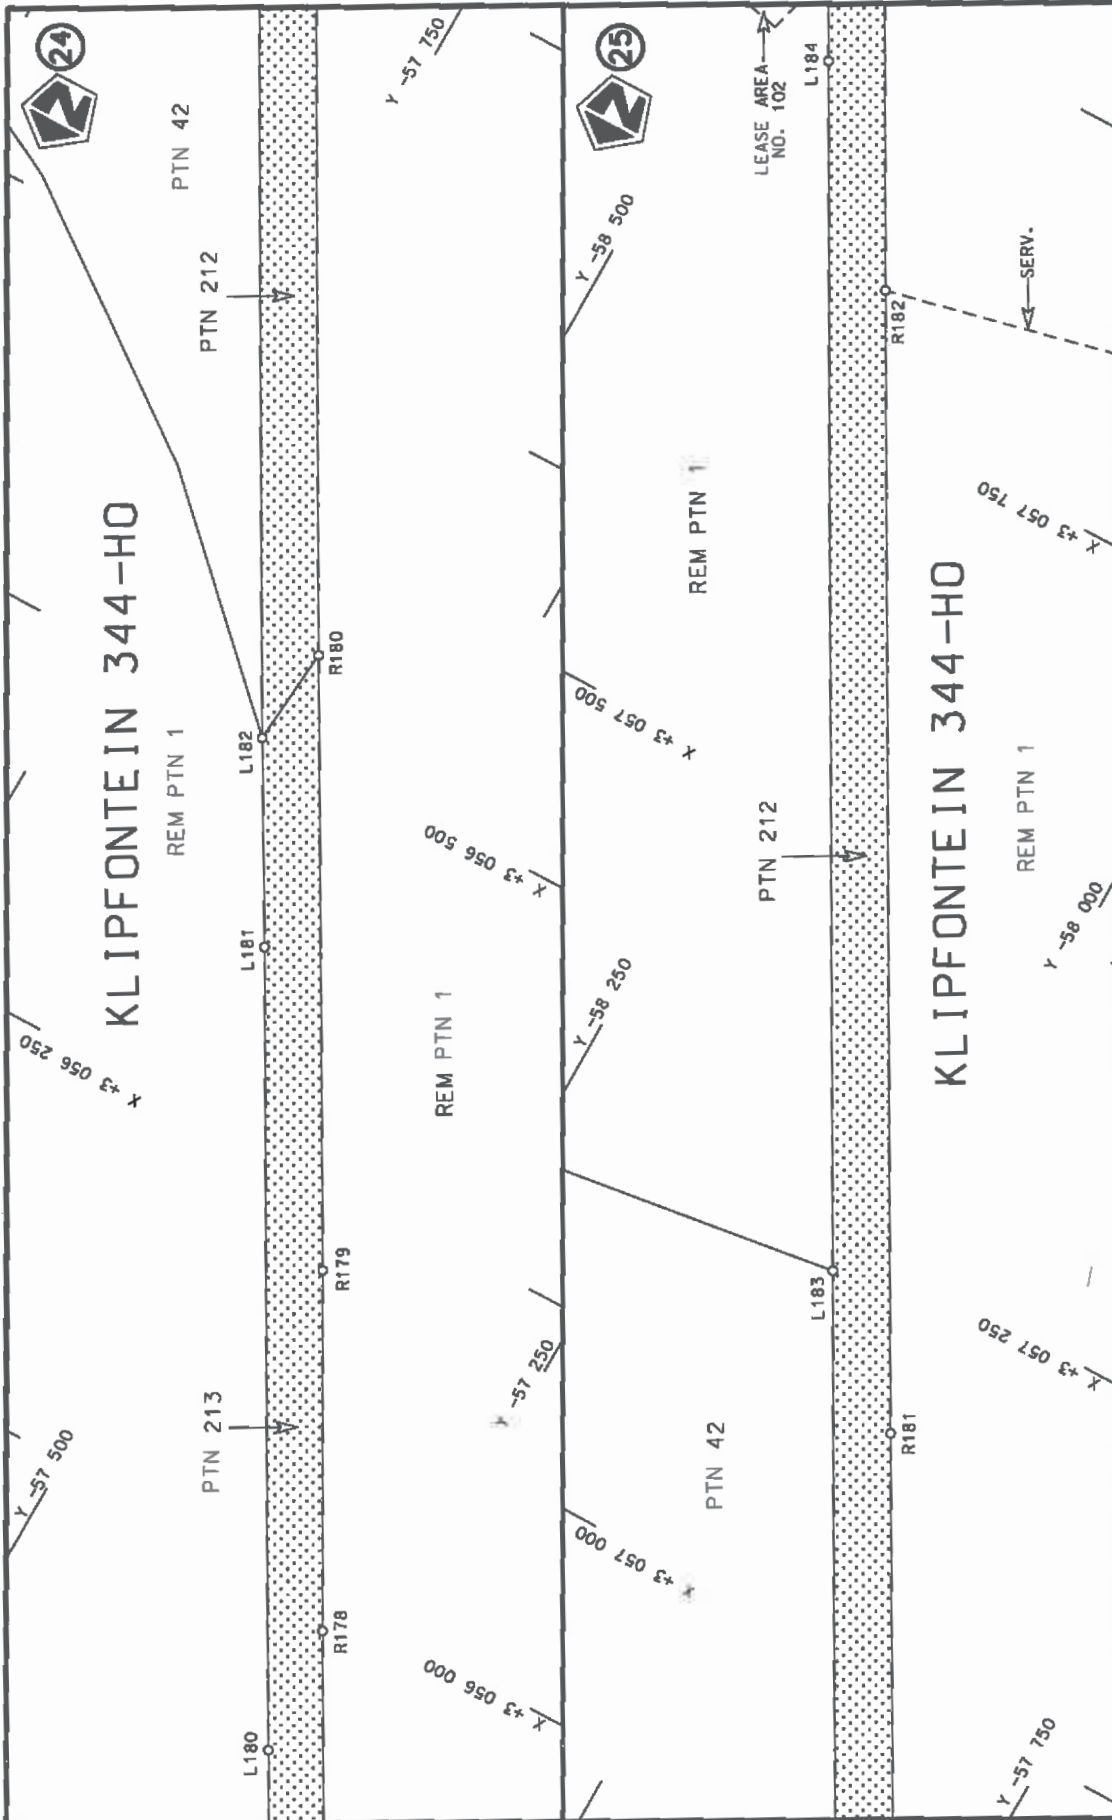 24
KLIPFONTEIN 344-HO
REM PTN 1
PTN 42
PTN 212
PTN 213
L180
L181
L182
R178
R179
R180
REM PTN 1
Y -57 500
Y -57 750
Y -57 250
X +3 056 250
X +3 056 500
X +3 056 000
25
LEASE AREA
NO. 102
L184
Y -58 500
REM PTN 1
SERV.
R182
X +3 057 750
X +3 057 500
PTN 212
KLIPFONTEIN 344-HO
REM PTN 1
Y -58 250
Y -58 000
L183
X +3 057 250
R181
PTN 42
X +3 057 000
Y -57 750